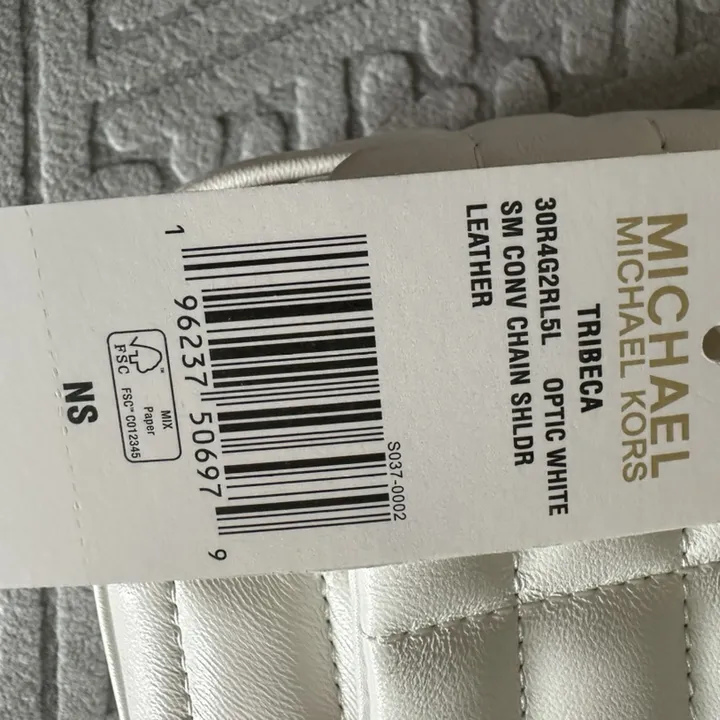 MICHAEL
MICHAEL KORS
TRIBECA
30R4G2RL5L OPTIC WHITE
SM CONV CHAIN SHLDR
LEATHER
S037-0002
1 96237 50697 9
FSC
MIX
Paper
FSC™ C012345
NS